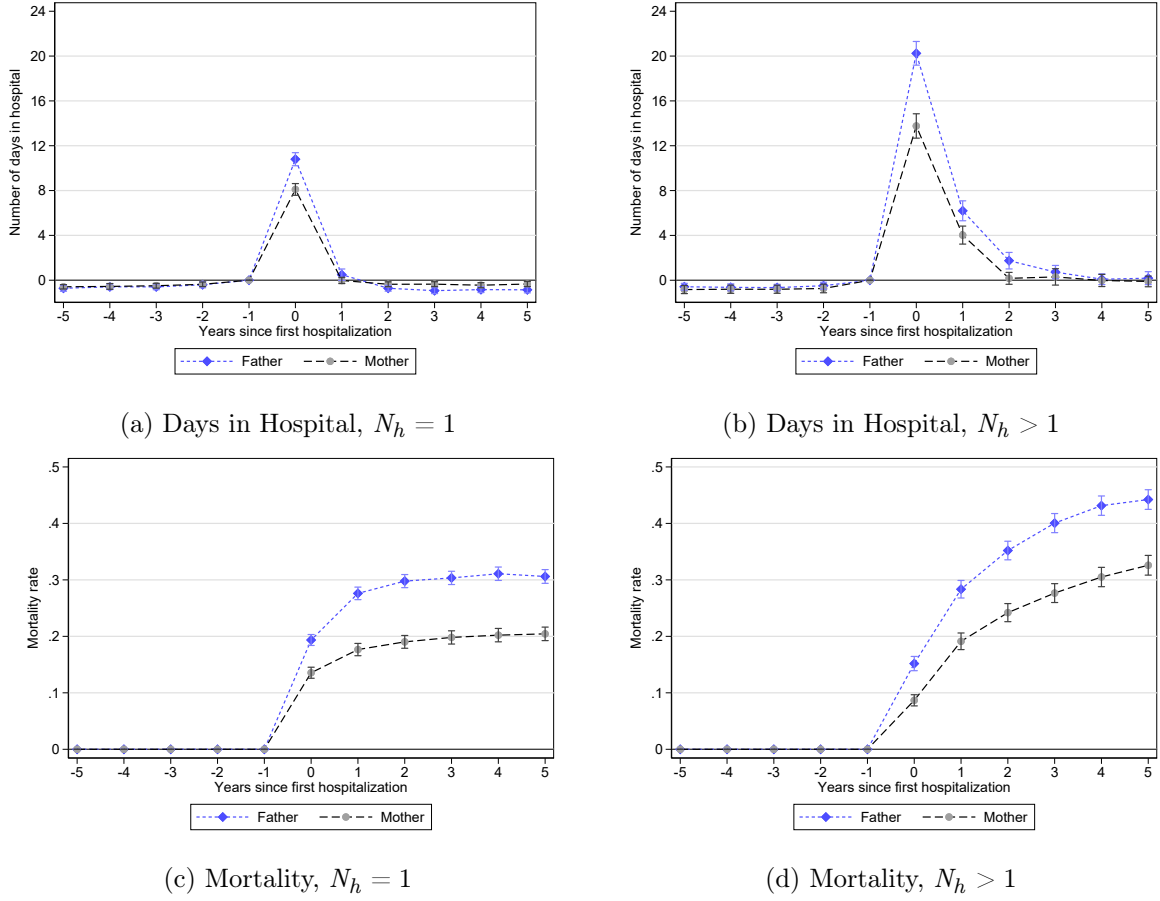 24
20
16
12
8
4
0
Number of days in hospital
-5 -4 -3 -2 -1 0 1 2 3 4 5
Years since first hospitalization
Father Mother
(a) Days in Hospital, N_h = 1
24
20
16
12
8
4
0
Number of days in hospital
-5 -4 -3 -2 -1 0 1 2 3 4 5
Years since first hospitalization
Father Mother
(b) Days in Hospital, N_h > 1
.5
.4
.3
.2
.1
0
Mortality rate
-5 -4 -3 -2 -1 0 1 2 3 4 5
Years since first hospitalization
Father Mother
(c) Mortality, N_h = 1
.5
.4
.3
.2
.1
0
Mortality rate
-5 -4 -3 -2 -1 0 1 2 3 4 5
Years since first hospitalization
Father Mother
(d) Mortality, N_h > 1